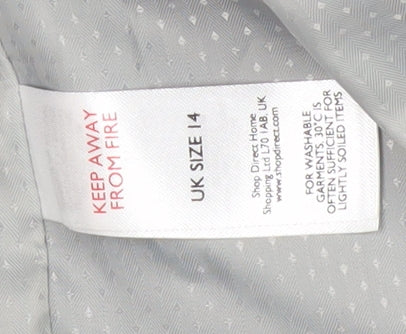 KEEP AWAY
FROM FIRE
UK SIZE 14
Shop Direct Home
Shopping Ltd L70 1AB. UK
www.shopdirect.com
FOR WASHABLE
GARMENTS, 30°C IS
OFTEN SUFFICIENT FOR
LIGHTLY SOILED ITEMS